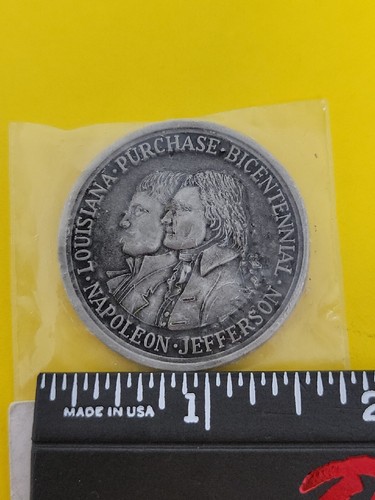 · LOUISIANA · PURCHASE · BICENTENNIAL ·
NAPOLEON · JEFFERSON
1 2
MADE IN USA